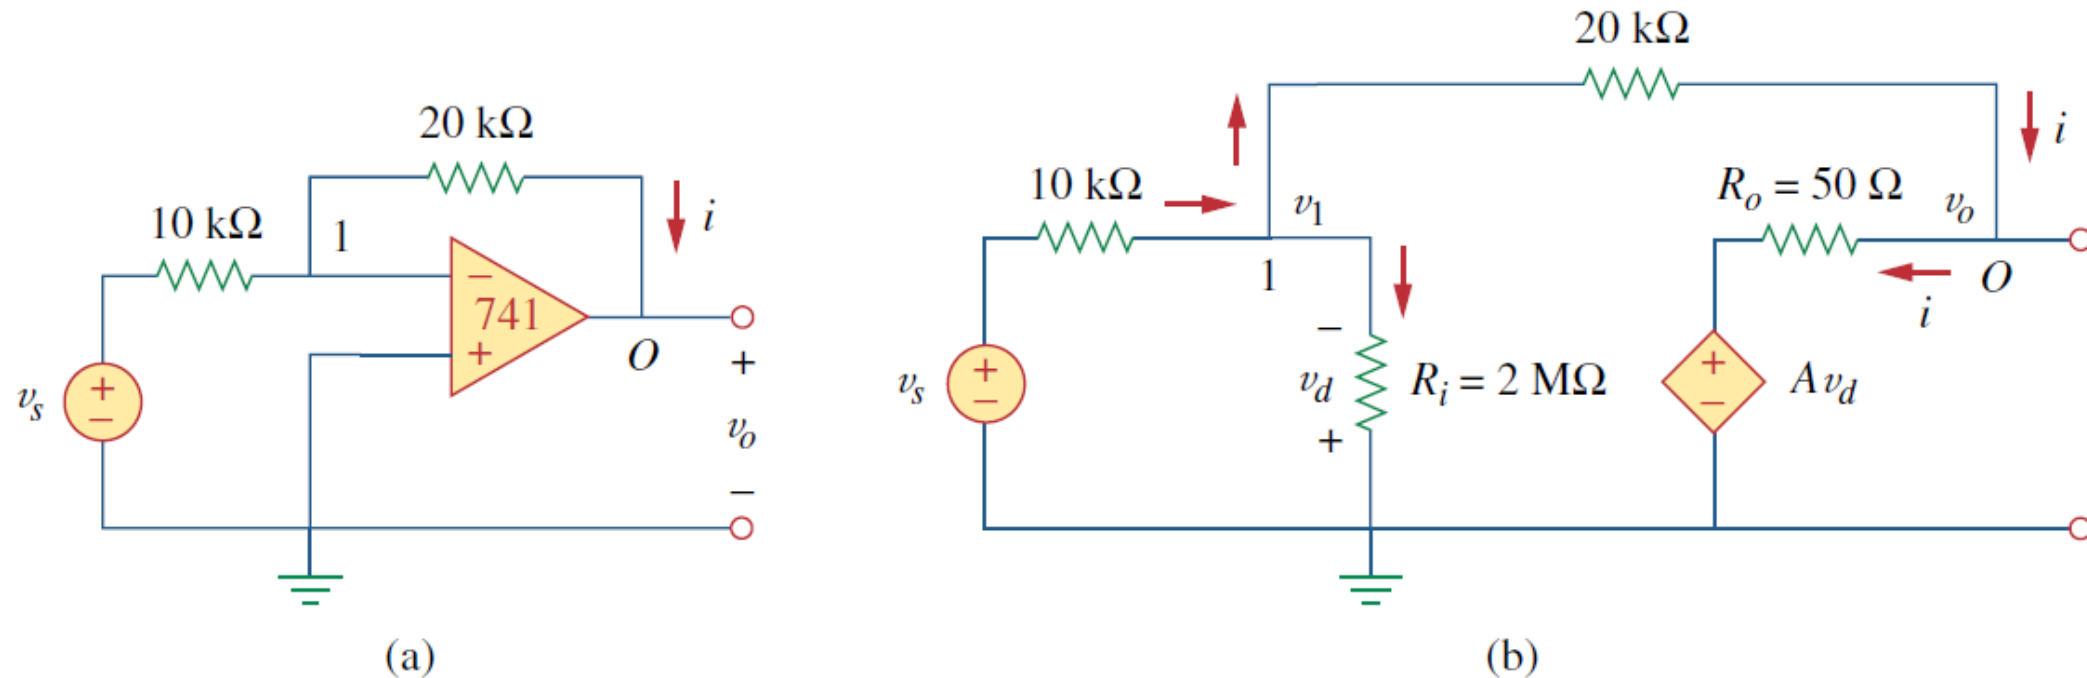 20 kΩ
10 kΩ
1
i
−
741
+
v_s
+
−
O
+
v_o
−
(a)
20 kΩ
i
10 kΩ
v_1
R_o = 50 Ω
v_o
1
O
i
−
v_s
+
−
v_d
R_i = 2 MΩ
+
−
A v_d
+
(b)